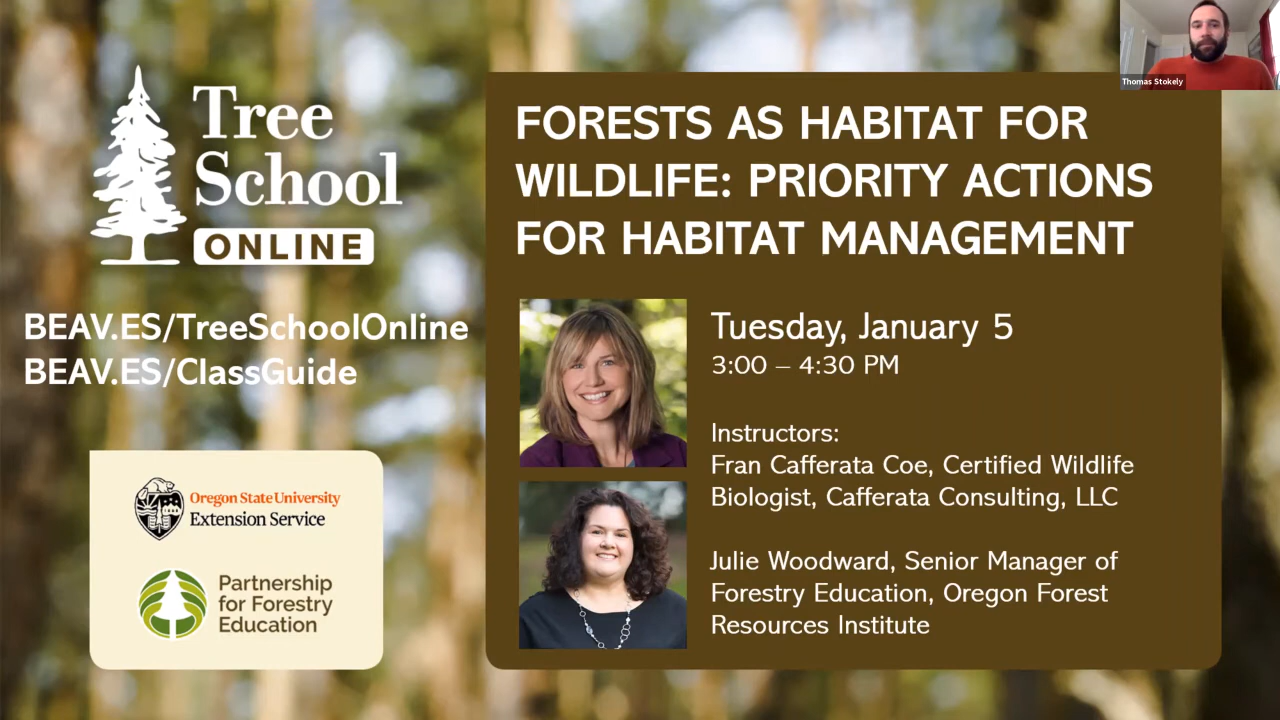 Thomas Stokely
Tree
School
ONLINE
BEAV.ES/TreeSchoolOnline
BEAV.ES/ClassGuide
Oregon State University
Extension Service
Partnership
for Forestry
Education
FORESTS AS HABITAT FOR
WILDLIFE: PRIORITY ACTIONS
FOR HABITAT MANAGEMENT
Tuesday, January 5
3:00 – 4:30 PM
Instructors:
Fran Cafferata Coe, Certified Wildlife
Biologist, Cafferata Consulting, LLC
Julie Woodward, Senior Manager of
Forestry Education, Oregon Forest
Resources Institute